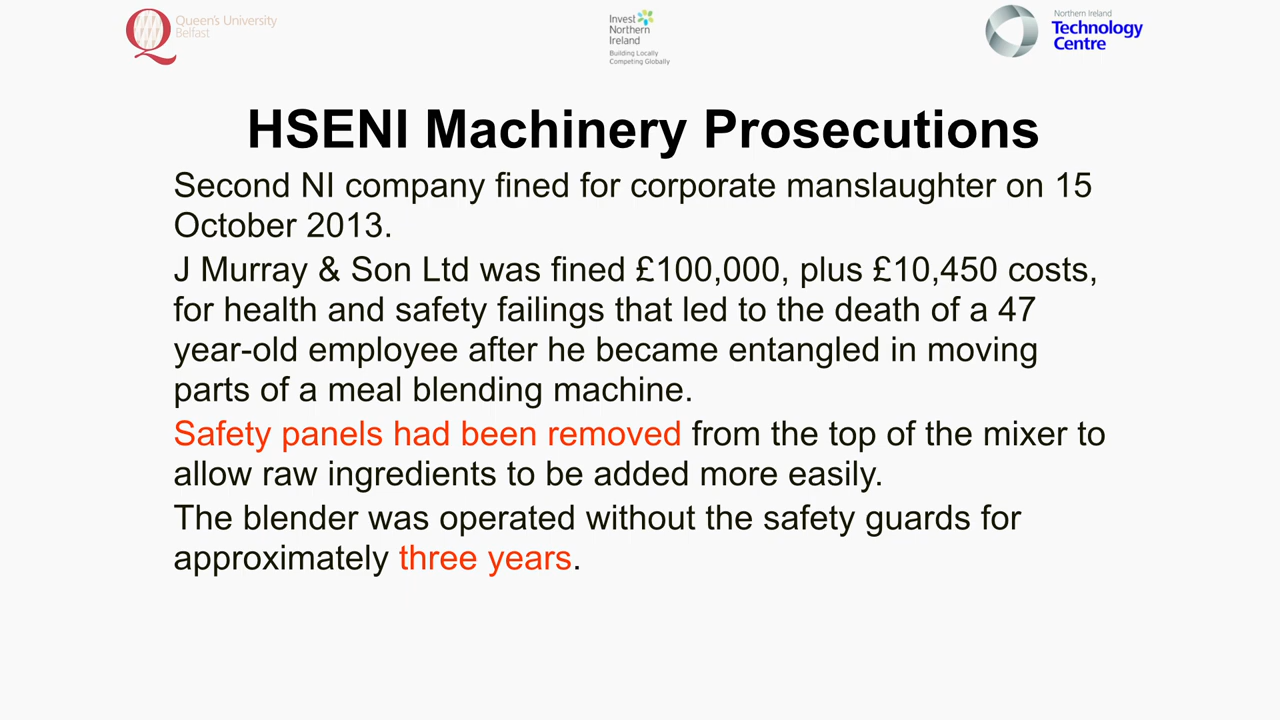 Queen's University
Belfast
Invest
Northern
Ireland
Building Locally
Competing Globally
Northern Ireland
Technology
Centre
HSENI Machinery Prosecutions
Second NI company fined for corporate manslaughter on 15
October 2013.
J Murray & Son Ltd was fined £100,000, plus £10,450 costs,
for health and safety failings that led to the death of a 47
year-old employee after he became entangled in moving
parts of a meal blending machine.
Safety panels had been removed from the top of the mixer to
allow raw ingredients to be added more easily.
The blender was operated without the safety guards for
approximately three years.